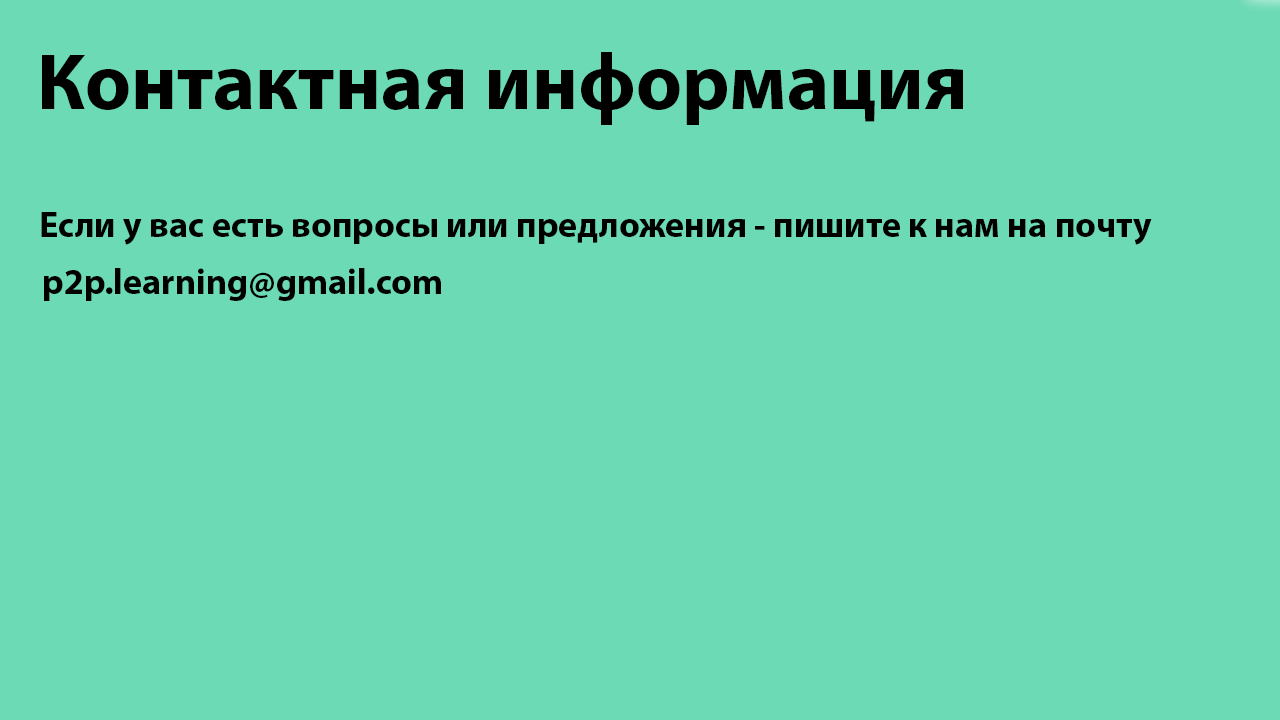 Контактная информация
Если у вас есть вопросы или предложения - пишите к нам на почту
p2p.learning@gmail.com